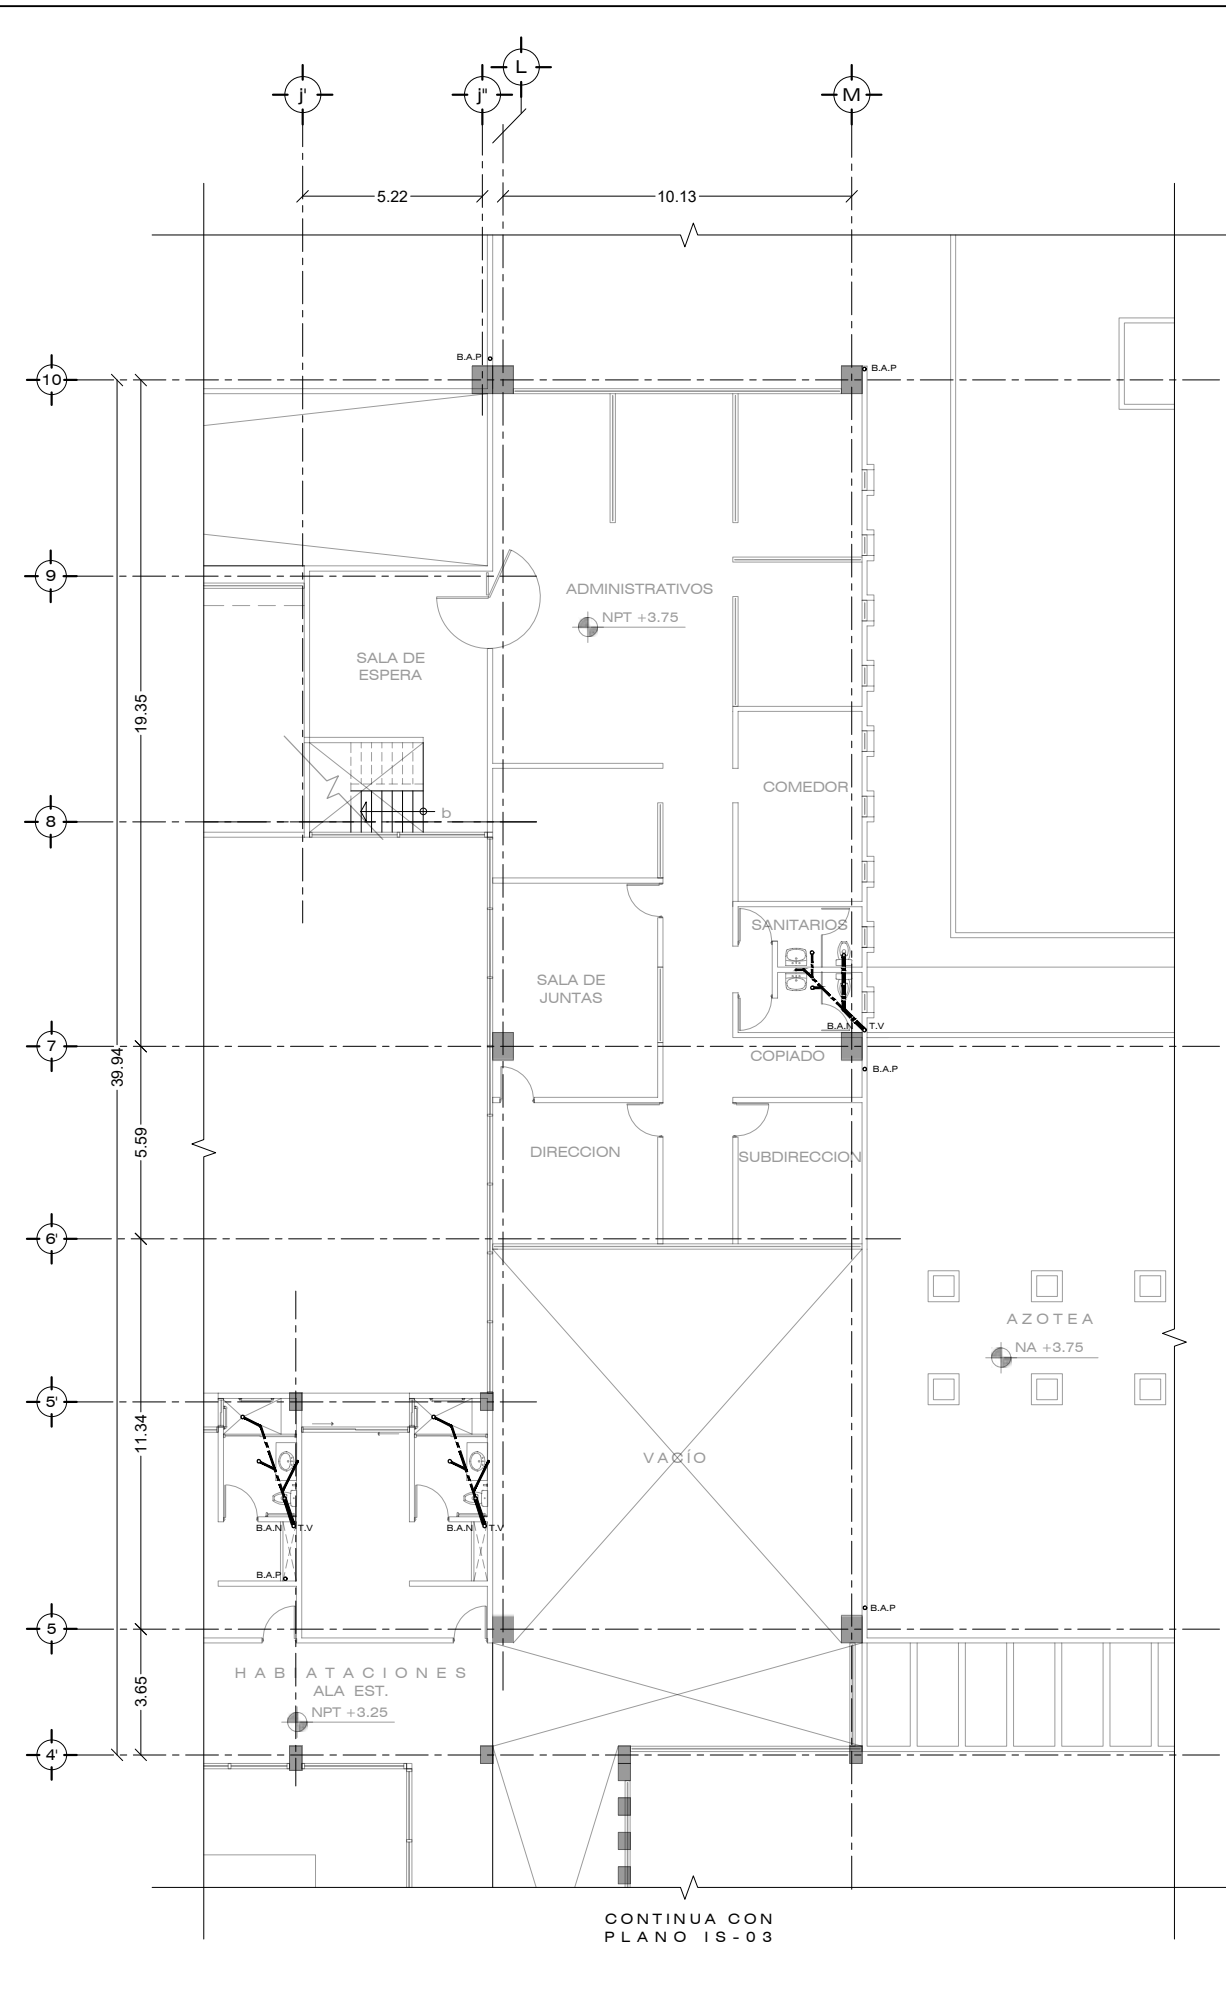 L
j'
j"
M
5.22
10.13
B.A.P
10
B.A.P
9
ADMINISTRATIVOS
NPT +3.75
SALA DE
ESPERA
19.35
COMEDOR
8
b
SANITARIOS
SALA DE
JUNTAS
B.A.N
T.V
7
COPIADO
39.94
B.A.P
5.59
DIRECCION
SUBDIRECCION
6'
AZOTEA
NA +3.75
5'
11.34
VACÍO
B.A.N
T.V
B.A.N
T.V
B.A.P
B.A.P
5
HABIATACIONES
ALA EST.
3.65
NPT +3.25
4'
CONTINUA CON
PLANO IS-03